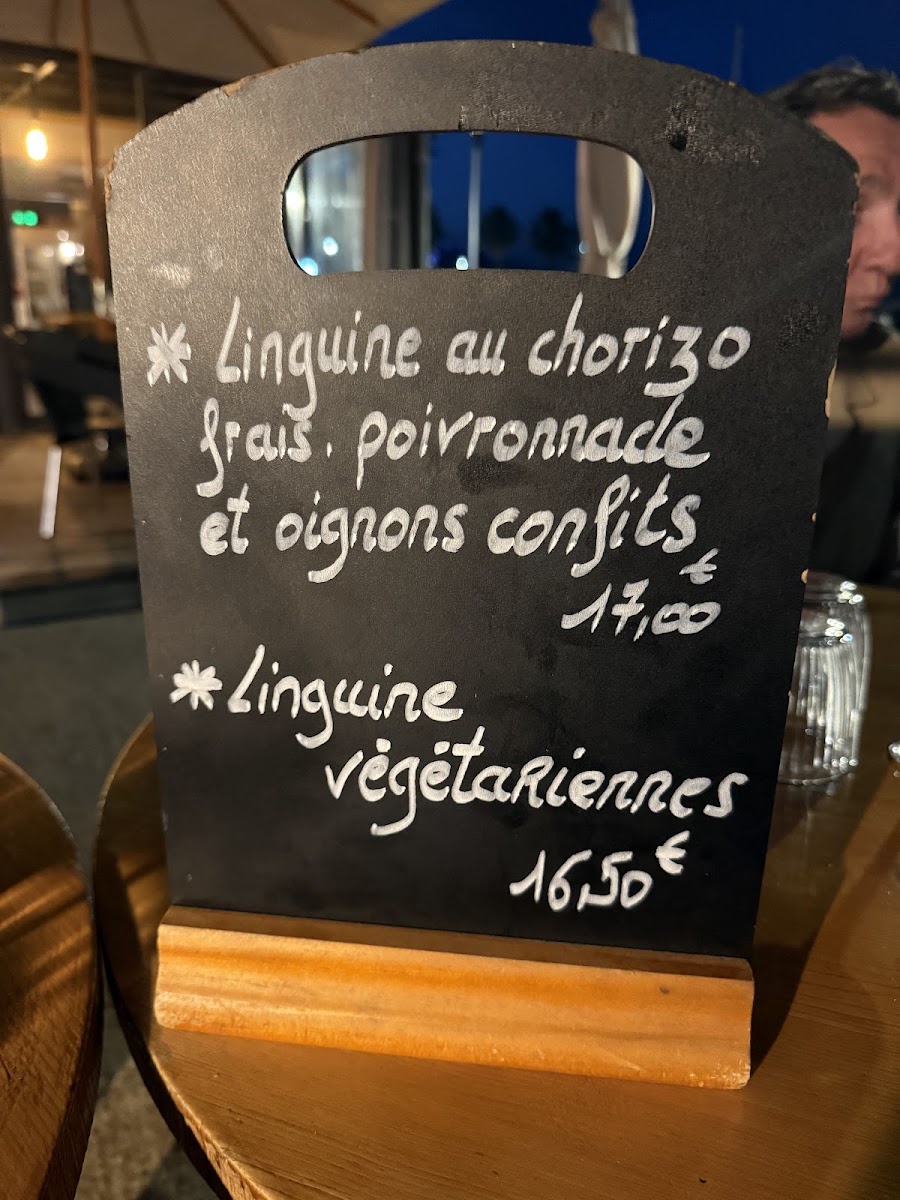 * Linguine au chorizo
frais. poivronnade
et oignons confits
17,00€
* Linguine
végétariennes
16,50€